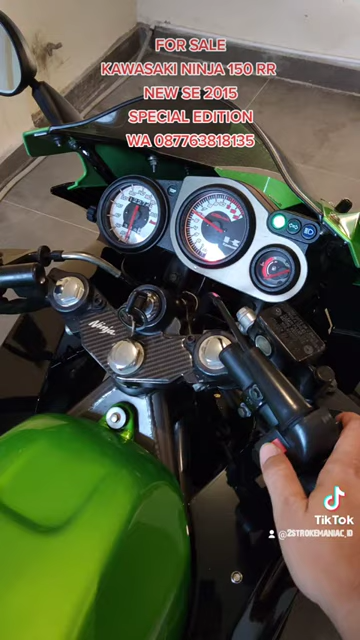 FOR SALE
KAWASAKI NINJA 150 RR
NEW SE 2015
SPECIAL EDITION
WA 087763818135
Ninja
TikTok
@2STROKEMANIAC_ID